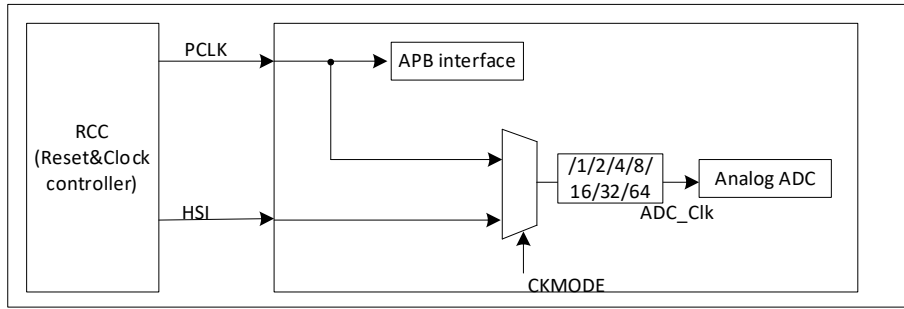 PCLK
APB interface
RCC
(Reset&Clock
controller)
/1/2/4/8/
16/32/64
Analog ADC
HSI
ADC_Clk
CKMODE